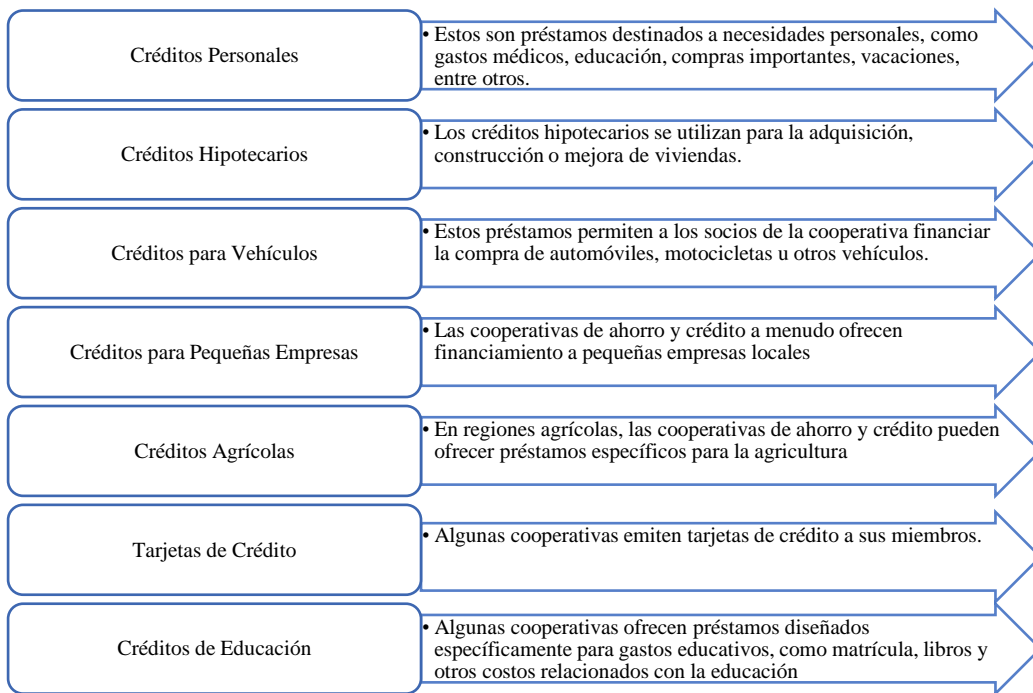 Créditos Personales
• Estos son préstamos destinados a necesidades personales, como
gastos médicos, educación, compras importantes, vacaciones,
entre otros.
Créditos Hipotecarios
• Los créditos hipotecarios se utilizan para la adquisición,
construcción o mejora de viviendas.
Créditos para Vehículos
• Estos préstamos permiten a los socios de la cooperativa financiar
la compra de automóviles, motocicletas u otros vehículos.
Créditos para Pequeñas Empresas
• Las cooperativas de ahorro y crédito a menudo ofrecen
financiamiento a pequeñas empresas locales
Créditos Agrícolas
• En regiones agrícolas, las cooperativas de ahorro y crédito pueden
ofrecer préstamos específicos para la agricultura
Tarjetas de Crédito
• Algunas cooperativas emiten tarjetas de crédito a sus miembros.
Créditos de Educación
• Algunas cooperativas ofrecen préstamos diseñados
específicamente para gastos educativos, como matrícula, libros y
otros costos relacionados con la educación